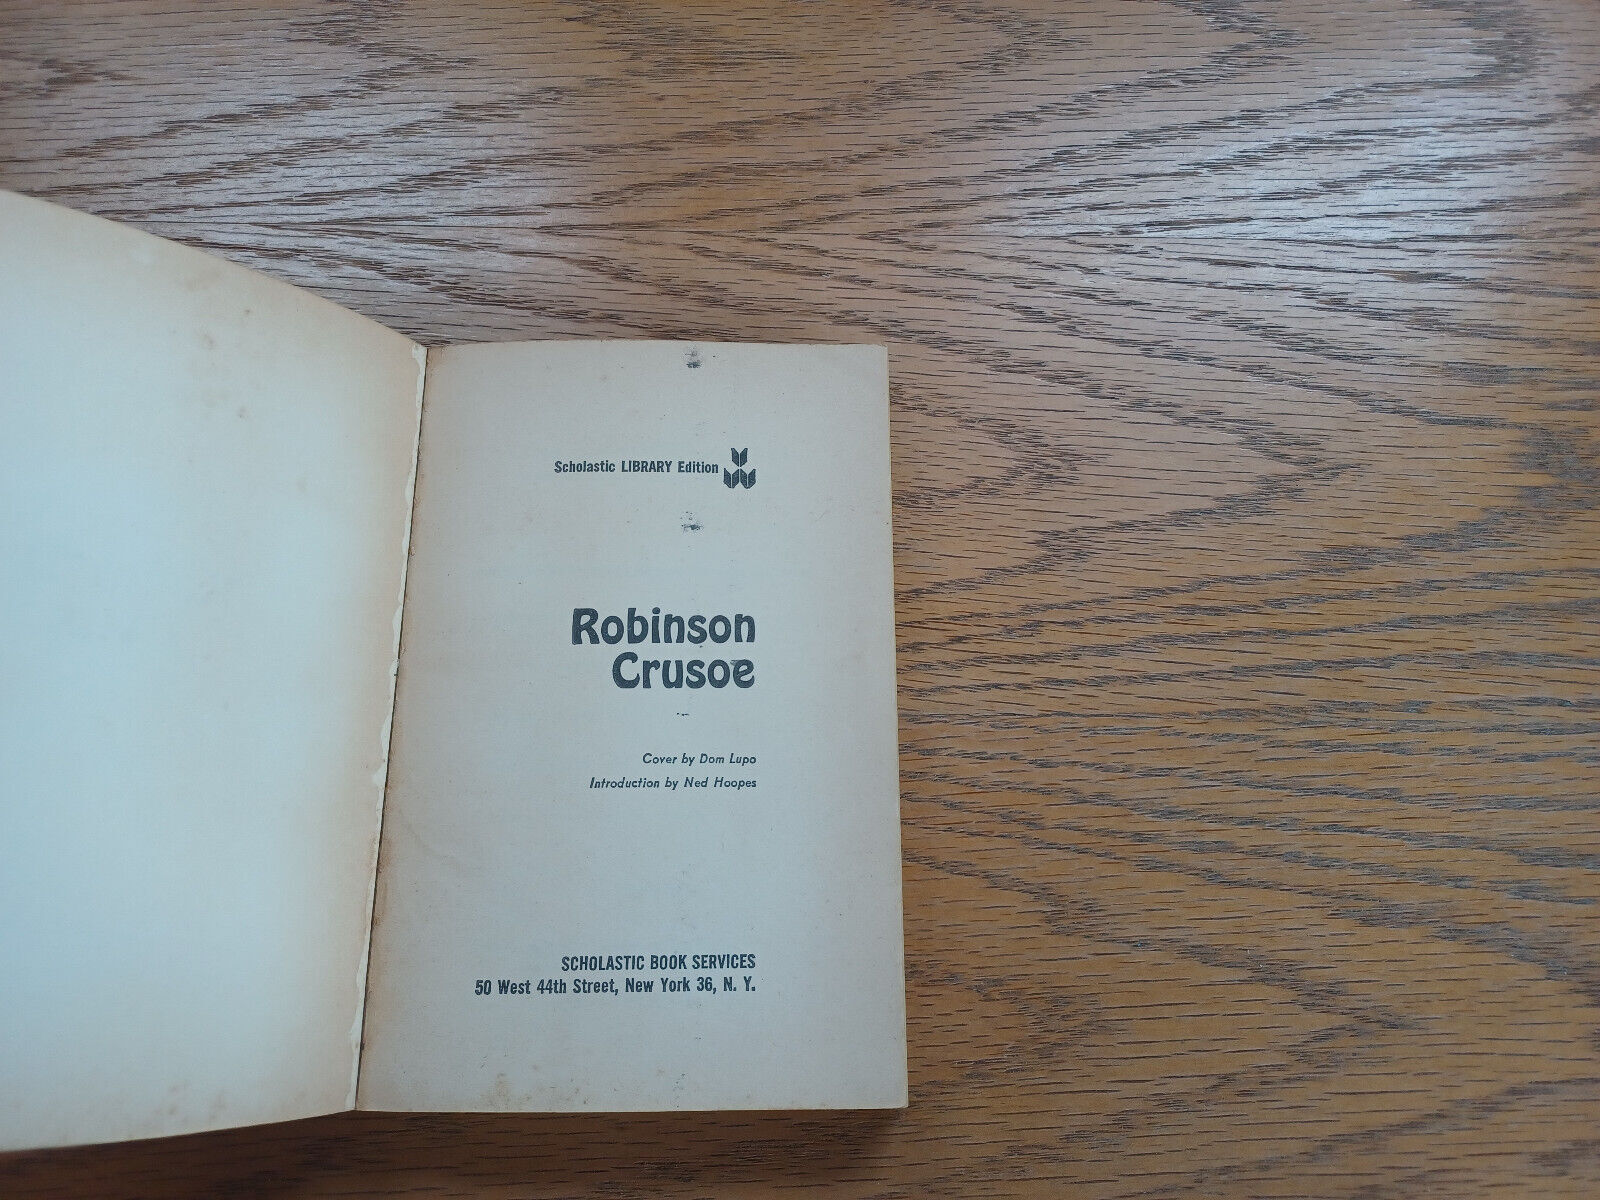 Scholastic LIBRARY Edition
Robinson
Crusoe
Cover by Dom Lupo
Introduction by Ned Hoopes
SCHOLASTIC BOOK SERVICES
50 West 44th Street, New York 36, N. Y.